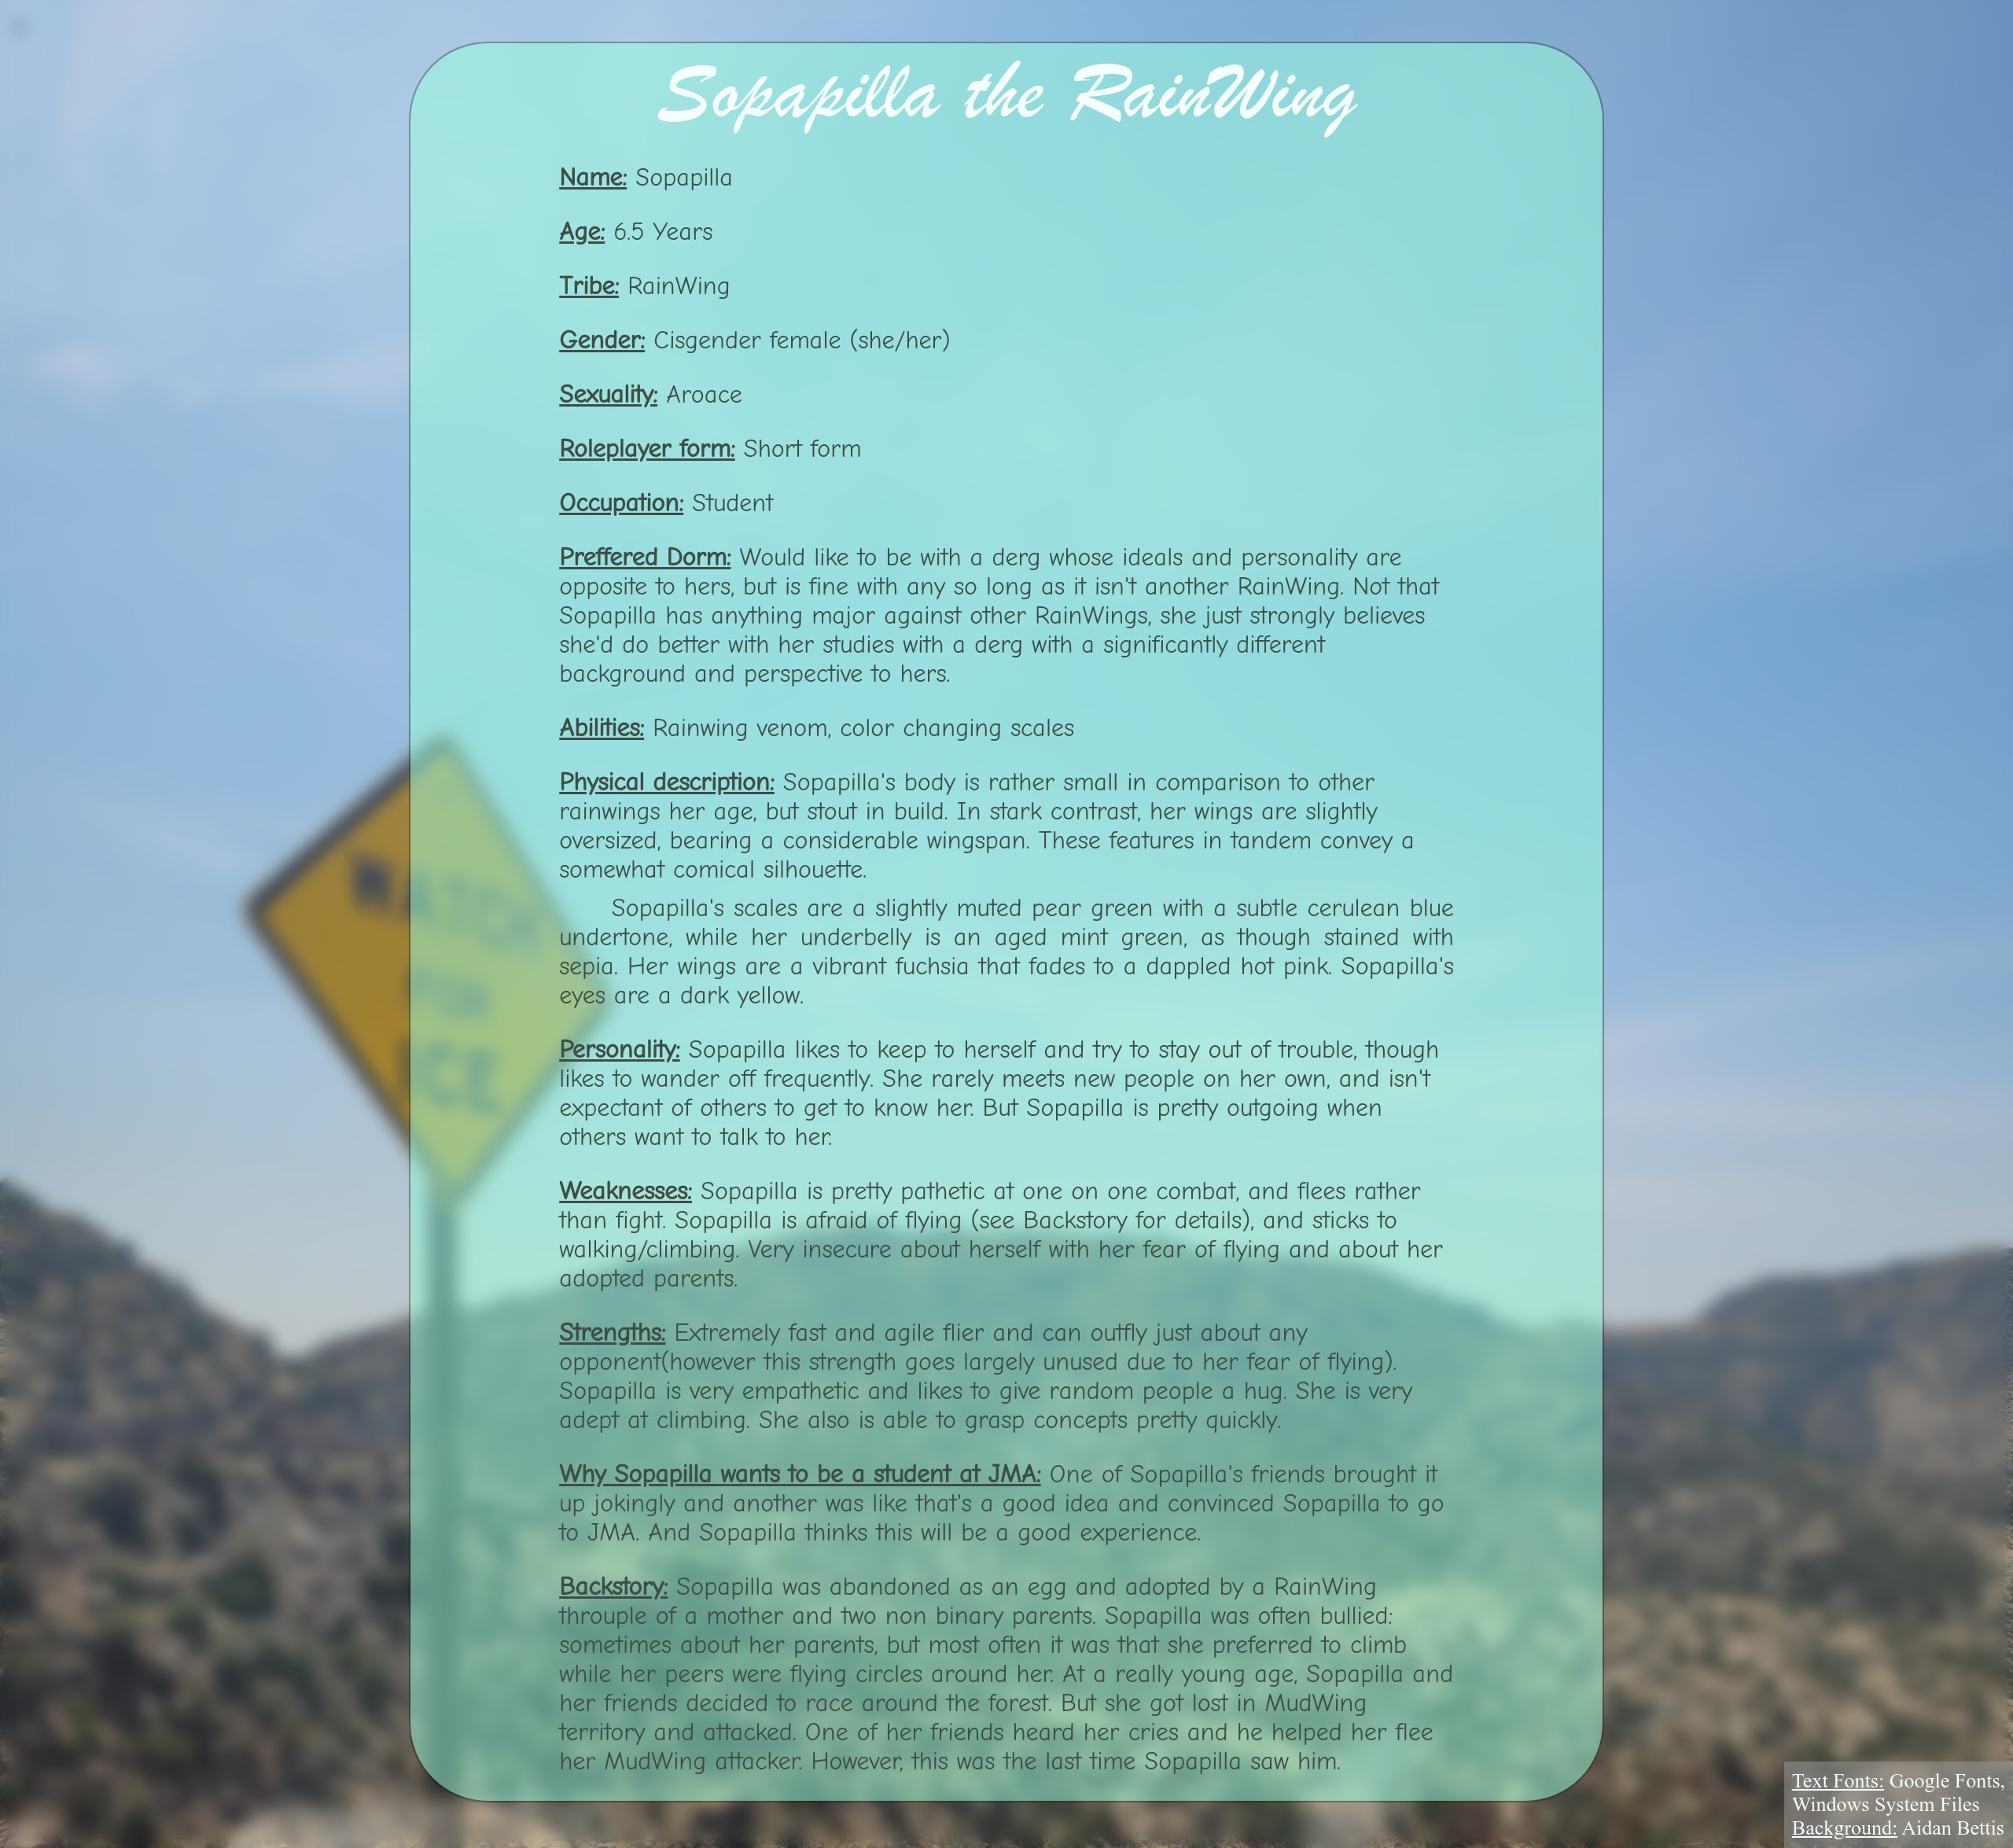 Sopapilla the RainWing
Name: Sopapilla
Age: 6.5 Years
Tribe: RainWing
Gender: Cisgender female (she/her)
Sexuality: Aroace
Roleplayer form: Short form
Occupation: Student
Preffered Dorm: Would like to be with a derg whose ideals and personality are
opposite to hers, but is fine with any so long as it isn't another RainWing. Not that
Sopapilla has anything major against other RainWings, she just strongly believes
she'd do better with her studies with a derg with a significantly different
background and perspective to hers.
Abilities: Rainwing venom, color changing scales
Physical description: Sopapilla's body is rather small in comparison to other
rainwings her age, but stout in build. In stark contrast, her wings are slightly
oversized, bearing a considerable wingspan. These features in tandem convey a
somewhat comical silhouette.
Sopapilla's scales are a slightly muted pear green with a subtle cerulean blue
undertone, while her underbelly is an aged mint green, as though stained with
sepia. Her wings are a vibrant fuchsia that fades to a dappled hot pink. Sopapilla's
eyes are a dark yellow.
Personality: Sopapilla likes to keep to herself and try to stay out of trouble, though
likes to wander off frequently. She rarely meets new people on her own, and isn't
expectant of others to get to know her. But Sopapilla is pretty outgoing when
others want to talk to her.
Weaknesses: Sopapilla is pretty pathetic at one on one combat, and flees rather
than fight. Sopapilla is afraid of flying (see Backstory for details), and sticks to
walking/climbing. Very insecure about herself with her fear of flying and about her
adopted parents.
Strengths: Extremely fast and agile flier and can outfly just about any
opponent(however this strength goes largely unused due to her fear of flying).
Sopapilla is very empathetic and likes to give random people a hug. She is very
adept at climbing. She also is able to grasp concepts pretty quickly.
Why Sopapilla wants to be a student at JMA: One of Sopapilla's friends brought it
up jokingly and another was like that's a good idea and convinced Sopapilla to go
to JMA. And Sopapilla thinks this will be a good experience.
Backstory: Sopapilla was abandoned as an egg and adopted by a RainWing
throuple of a mother and two non binary parents. Sopapilla was often bullied:
sometimes about her parents, but most often it was that she preferred to climb
while her peers were flying circles around her. At a really young age, Sopapilla and
her friends decided to race around the forest. But she got lost in MudWing
territory and attacked. One of her friends heard her cries and he helped her flee
her MudWing attacker. However, this was the last time Sopapilla saw him.
WATCH
FOR
ICE
Text Fonts: Google Fonts,
Windows System Files
Background: Aidan Bettis